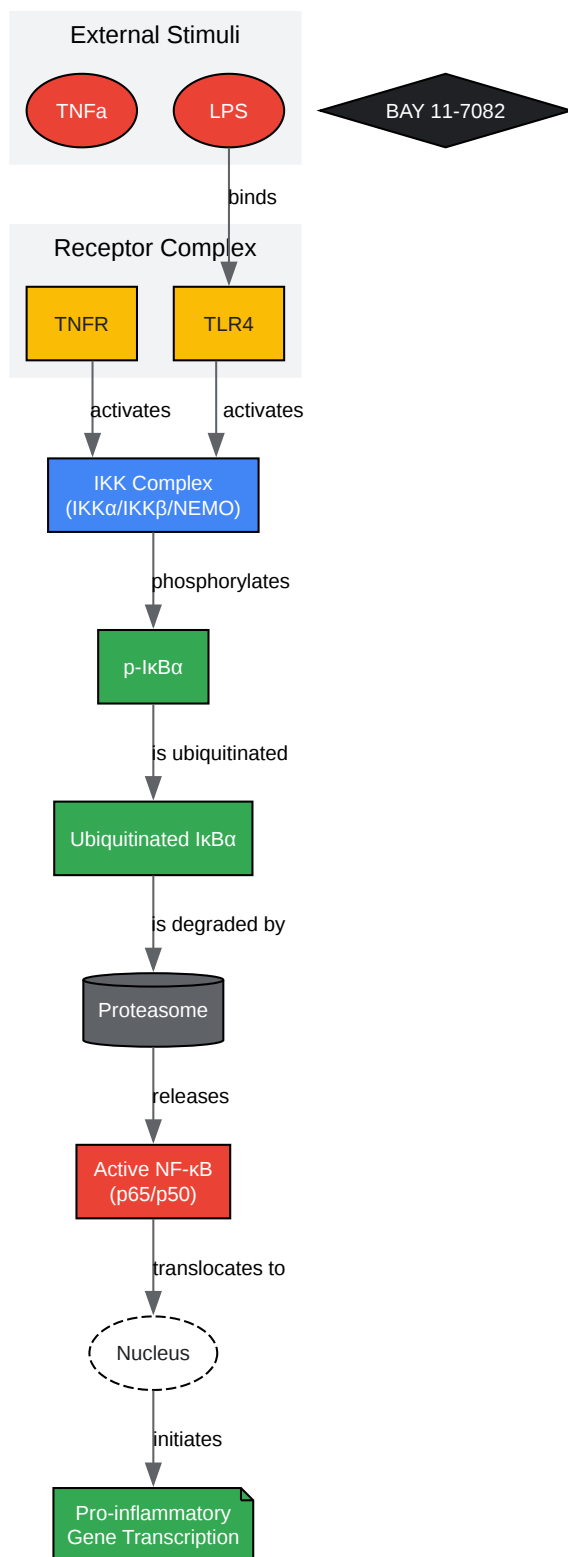 External Stimuli
TNFa
LPS
BAY 11-7082
binds
Receptor Complex
TNFR
TLR4
activates
activates
IKK Complex
(IKKα/IKKβ/NEMO)
phosphorylates
p-IκBα
is ubiquitinated
Ubiquitinated IκBα
is degraded by
Proteasome
releases
Active NF-κB
(p65/p50)
translocates to
Nucleus
initiates
Pro-inflammatory
Gene Transcription